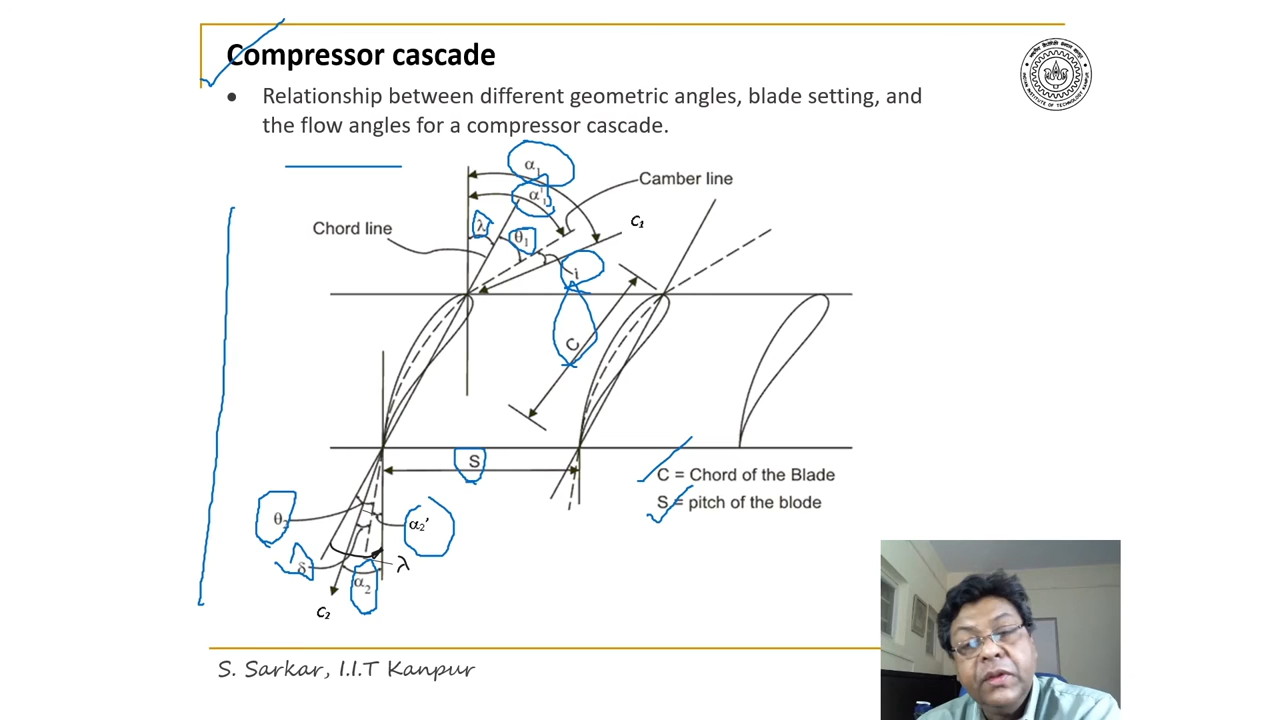 Compressor cascade
• Relationship between different geometric angles, blade setting, and
the flow angles for a compressor cascade.
α₁
α₁'
Camber line
Chord line
λ
θ₁
C₁
i
C
S
C = Chord of the Blade
S = pitch of the blode
θ₂
α₂'
δ
λ
α₂
C₂
S. Sarkar, I.I.T Kanpur